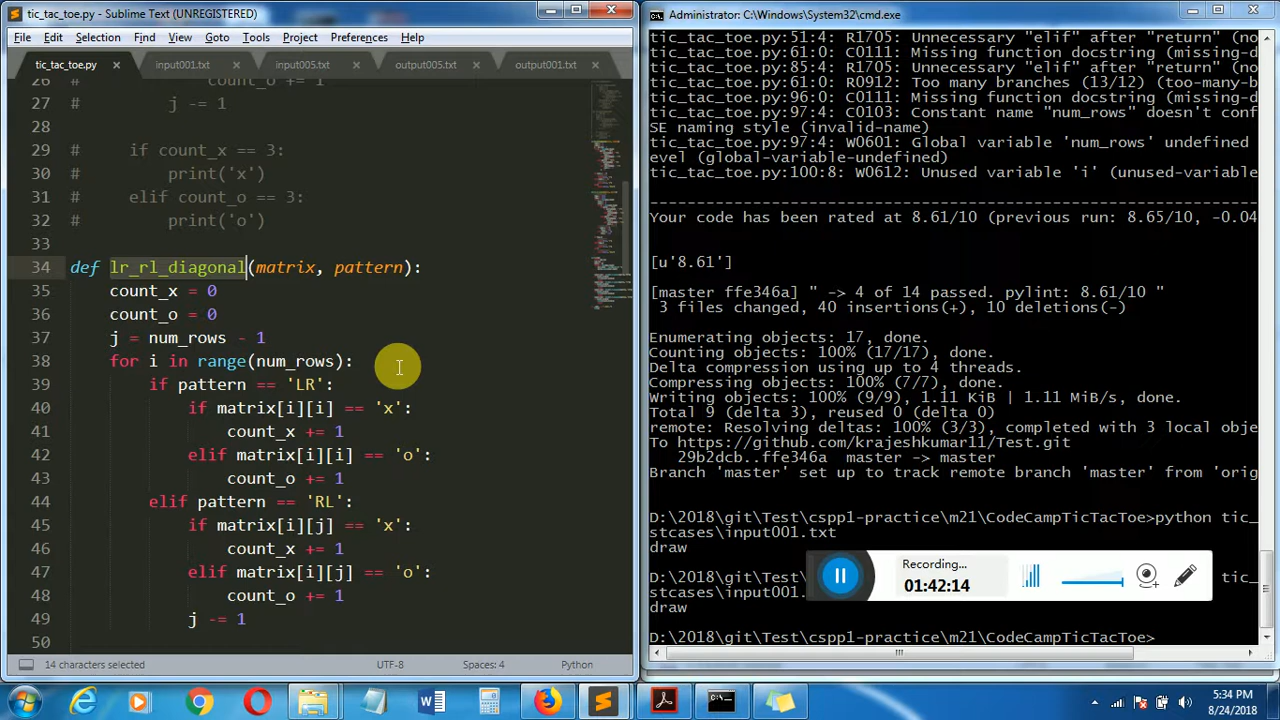 tic_tac_toe.py - Sublime Text (UNREGISTERED)
File Edit Selection Find View Goto Tools Project Preferences Help
tic_tac_toe.py input001.txt input005.txt output005.txt output001.txt
26 # count_o += 1
27 # j -= 1
28 #
29 # if count_x == 3:
30 # print('x')
31 # elif count_o == 3:
32 # print('o')
33
34 def lr_rl_diagonal(matrix, pattern):
35 count_x = 0
36 count_o = 0
37 j = num_rows - 1
38 for i in range(num_rows):
39 if pattern == 'LR':
40 if matrix[i][i] == 'x':
41 count_x += 1
42 elif matrix[i][i] == 'o':
43 count_o += 1
44 elif pattern == 'RL':
45 if matrix[i][j] == 'x':
46 count_x += 1
47 elif matrix[i][j] == 'o':
48 count_o += 1
49 j -= 1
50
14 characters selected UTF-8 Spaces: 4 Python
Administrator: C:\Windows\System32\cmd.exe
tic_tac_toe.py:51:4: R1705: Unnecessary "elif" after "return" (no
tic_tac_toe.py:61:0: C0111: Missing function docstring (missing-d
tic_tac_toe.py:85:4: R1705: Unnecessary "elif" after "return" (no
tic_tac_toe.py:61:0: R0912: Too many branches (13/12) (too-many-b
tic_tac_toe.py:96:0: C0111: Missing function docstring (missing-d
tic_tac_toe.py:97:4: C0103: Constant name "num_rows" doesn't conf
SE naming style (invalid-name)
tic_tac_toe.py:97:4: W0601: Global variable 'num_rows' undefined
evel (global-variable-undefined)
tic_tac_toe.py:100:8: W0612: Unused variable 'i' (unused-variable
-----------------------------------------------------------------
Your code has been rated at 8.61/10 (previous run: 8.65/10, -0.04
[u'8.61']
[master ffe346a] " -> 4 of 14 passed. pylint: 8.61/10 "
3 files changed, 40 insertions(+), 10 deletions(-)
Enumerating objects: 17, done.
Counting objects: 100% (17/17), done.
Delta compression using up to 4 threads.
Compressing objects: 100% (7/7), done.
Writing objects: 100% (9/9), 1.11 KiB | 1.11 MiB/s, done.
Total 9 (delta 3), reused 0 (delta 0)
remote: Resolving deltas: 100% (3/3), completed with 3 local obje
To https://github.com/krajeshkumar11/Test.git
29b2dcb..ffe346a master -> master
Branch 'master' set up to track remote branch 'master' from 'orig
D:\2018\git\Test\cspp1-practice\m21\CodeCampTicTacToe>python tic_
stcases\input001.txt
draw
D:\2018\git\Test\ tic_
stcases\input001.
draw
D:\2018\git\Test\cspp1-practice\m21\CodeCampTicTacToe>
Recording...
01:42:14
5:34 PM
8/24/2018